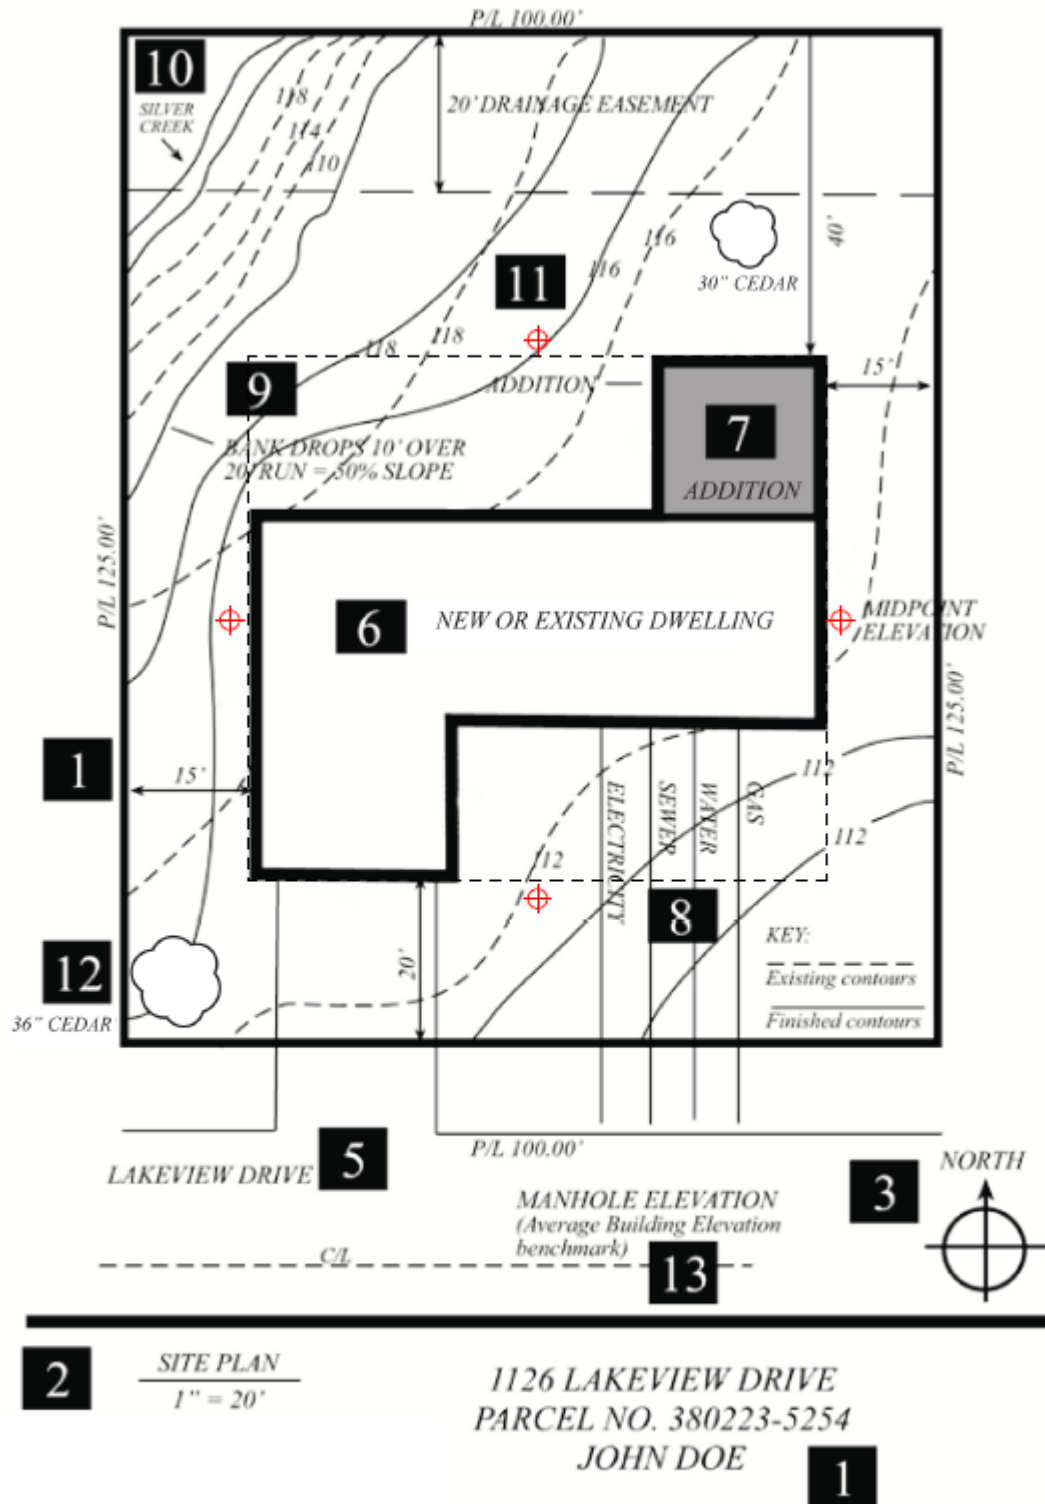 P/L 100.00'
10
SILVER
CREEK
118
114
110
20' DRAINAGE EASEMENT
40'
116
116
30" CEDAR
11
118
118
15'
9
ADDITION
7
ADDITION
BANK DROPS 10' OVER
20' RUN = 50% SLOPE
P/L 125.00'
6
NEW OR EXISTING DWELLING
MIDPOINT
ELEVATION
P/L 125.00'
1
15'
ELECTRICITY
SEWER
WATER
GAS
112
112
112
8
12
36" CEDAR
20'
KEY:
Existing contours
Finished contours
P/L 100.00'
LAKEVIEW DRIVE
5
MANHOLE ELEVATION
(Average Building Elevation
benchmark)
13
C/L
3
NORTH
2
SITE PLAN
1" = 20'
1126 LAKEVIEW DRIVE
PARCEL NO. 380223-5254
JOHN DOE
1